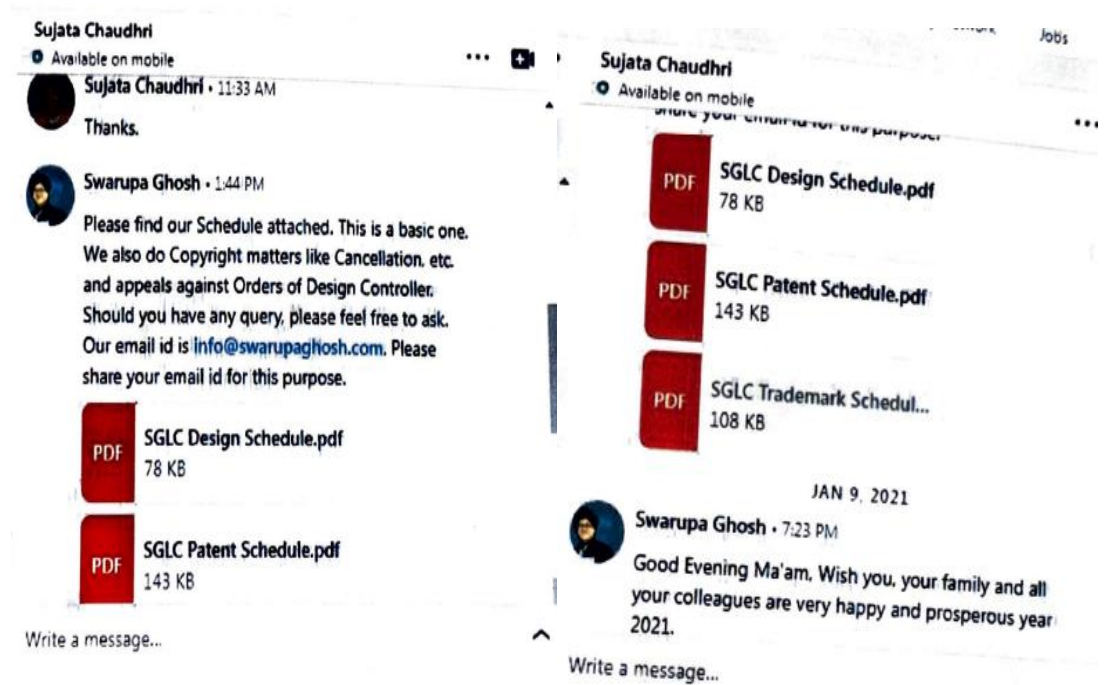 Sujata Chaudhri
Available on mobile
Sujata Chaudhri • 11:33 AM
Thanks.
Swarupa Ghosh • 1:44 PM
Please find our Schedule attached. This is a basic one.
We also do Copyright matters like Cancellation, etc.
and appeals against Orders of Design Controller.
Should you have any query, please feel free to ask.
Our email id is info@swarupaghosh.com. Please
share your email id for this purpose.
PDF
SGLC Design Schedule.pdf
78 KB
PDF
SGLC Patent Schedule.pdf
143 KB
Write a message...
Jobs
Sujata Chaudhri
Available on mobile
share your email id for this purpose.
PDF
SGLC Design Schedule.pdf
78 KB
PDF
SGLC Patent Schedule.pdf
143 KB
PDF
SGLC Trademark Schedul...
108 KB
JAN 9, 2021
Swarupa Ghosh • 7:23 PM
Good Evening Ma'am, Wish you, your family and all
your colleagues are very happy and prosperous year
2021.
Write a message...